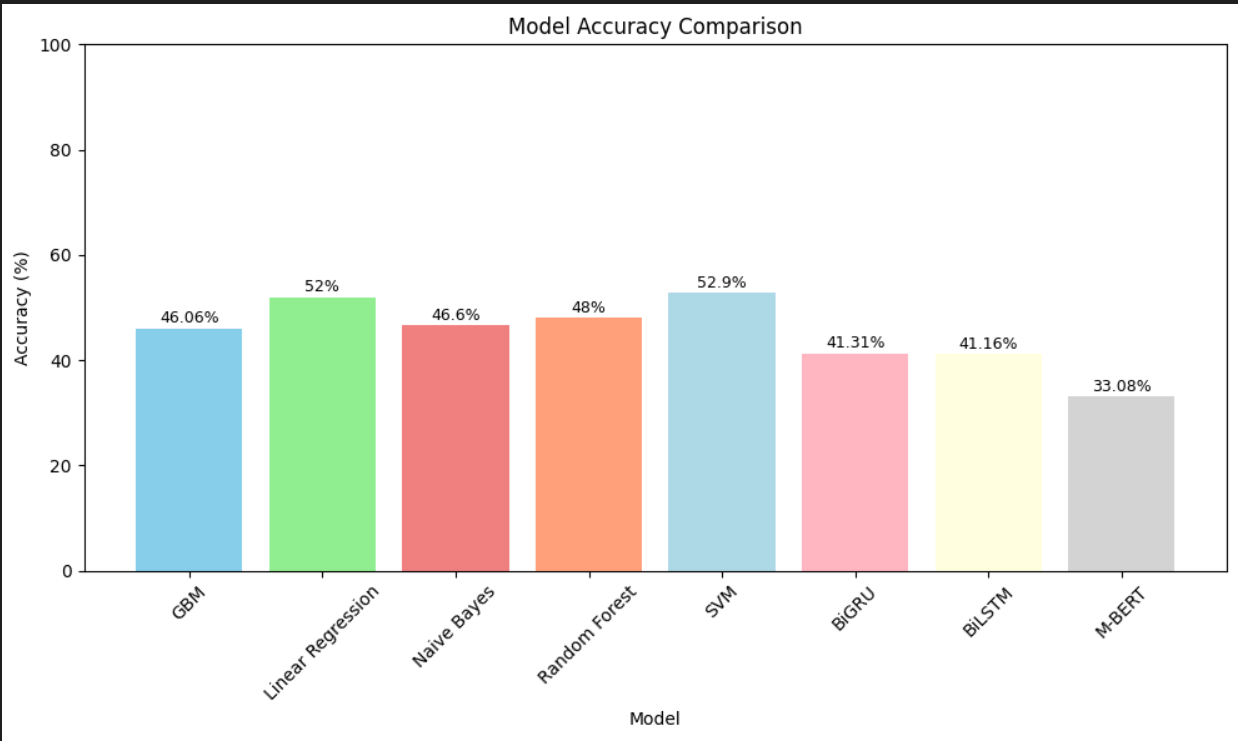 Model Accuracy Comparison
100
80
60
40
20
0
Accuracy (%)
46.06%
52%
46.6%
48%
52.9%
41.31%
41.16%
33.08%
GBM
Linear Regression
Naive Bayes
Random Forest
SVM
BiGRU
BiLSTM
M-BERT
Model